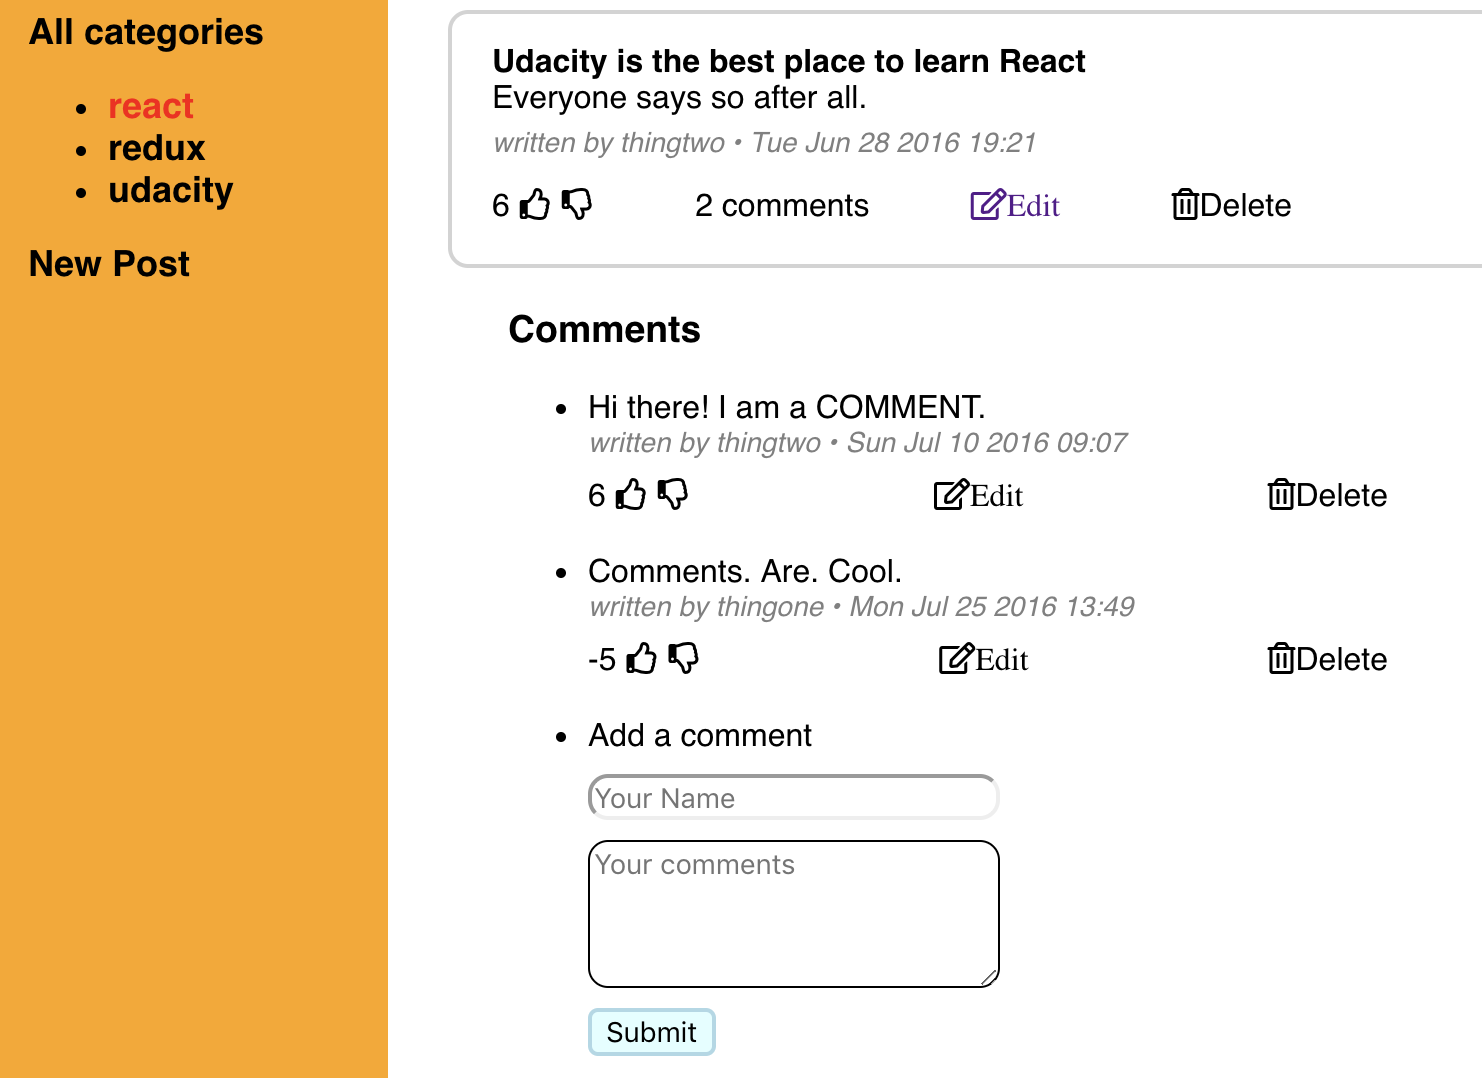 All categories
• react
• redux
• udacity
New Post
Udacity is the best place to learn React
Everyone says so after all.
written by thingtwo • Tue Jun 28 2016 19:21
6 2 comments Edit Delete
Comments
• Hi there! I am a COMMENT.
written by thingtwo • Sun Jul 10 2016 09:07
6 Edit Delete
• Comments. Are. Cool.
written by thingone • Mon Jul 25 2016 13:49
-5 Edit Delete
• Add a comment
Your Name
Your comments
Submit